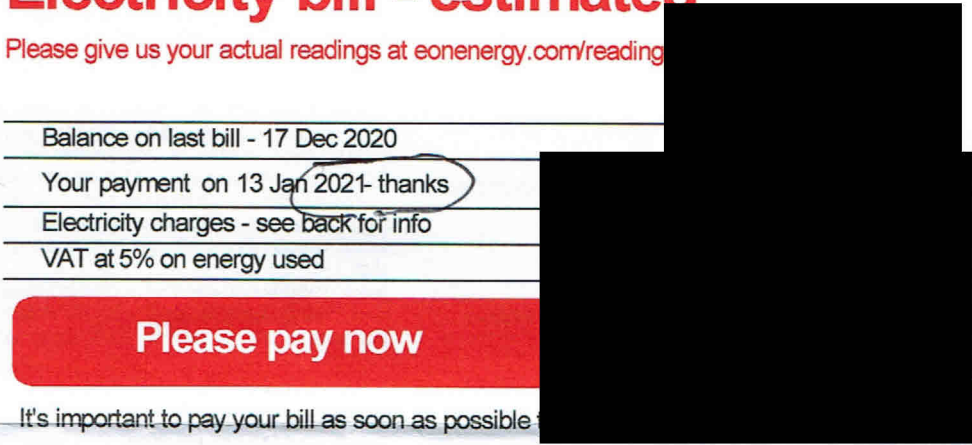 Electricity bill - estimated
Please give us your actual readings at eonenergy.com/reading
Balance on last bill - 17 Dec 2020
Your payment on 13 Jan 2021- thanks
Electricity charges - see back for info
VAT at 5% on energy used
Please pay now
It's important to pay your bill as soon as possible